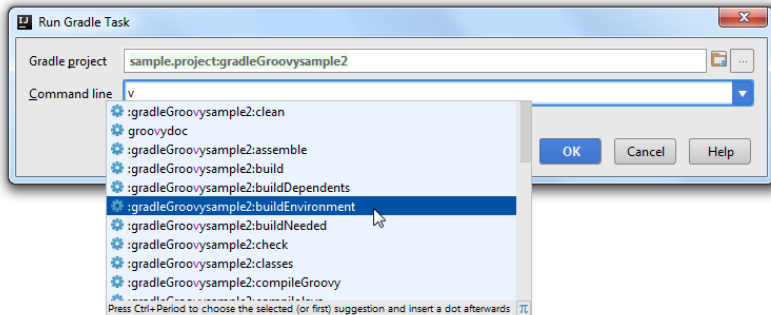 Run Gradle Task
Gradle project sample.project:gradleGroovysample2 ...
Command line v
:gradleGroovysample2:clean
groovydoc
:gradleGroovysample2:assemble
:gradleGroovysample2:build
OK Cancel Help
:gradleGroovysample2:buildDependents
:gradleGroovysample2:buildEnvironment
:gradleGroovysample2:buildNeeded
:gradleGroovysample2:check
:gradleGroovysample2:classes
:gradleGroovysample2:compileGroovy
:gradleGroovysample2:compileJava
Press Ctrl+Period to choose the selected (or first) suggestion and insert a dot afterwards π